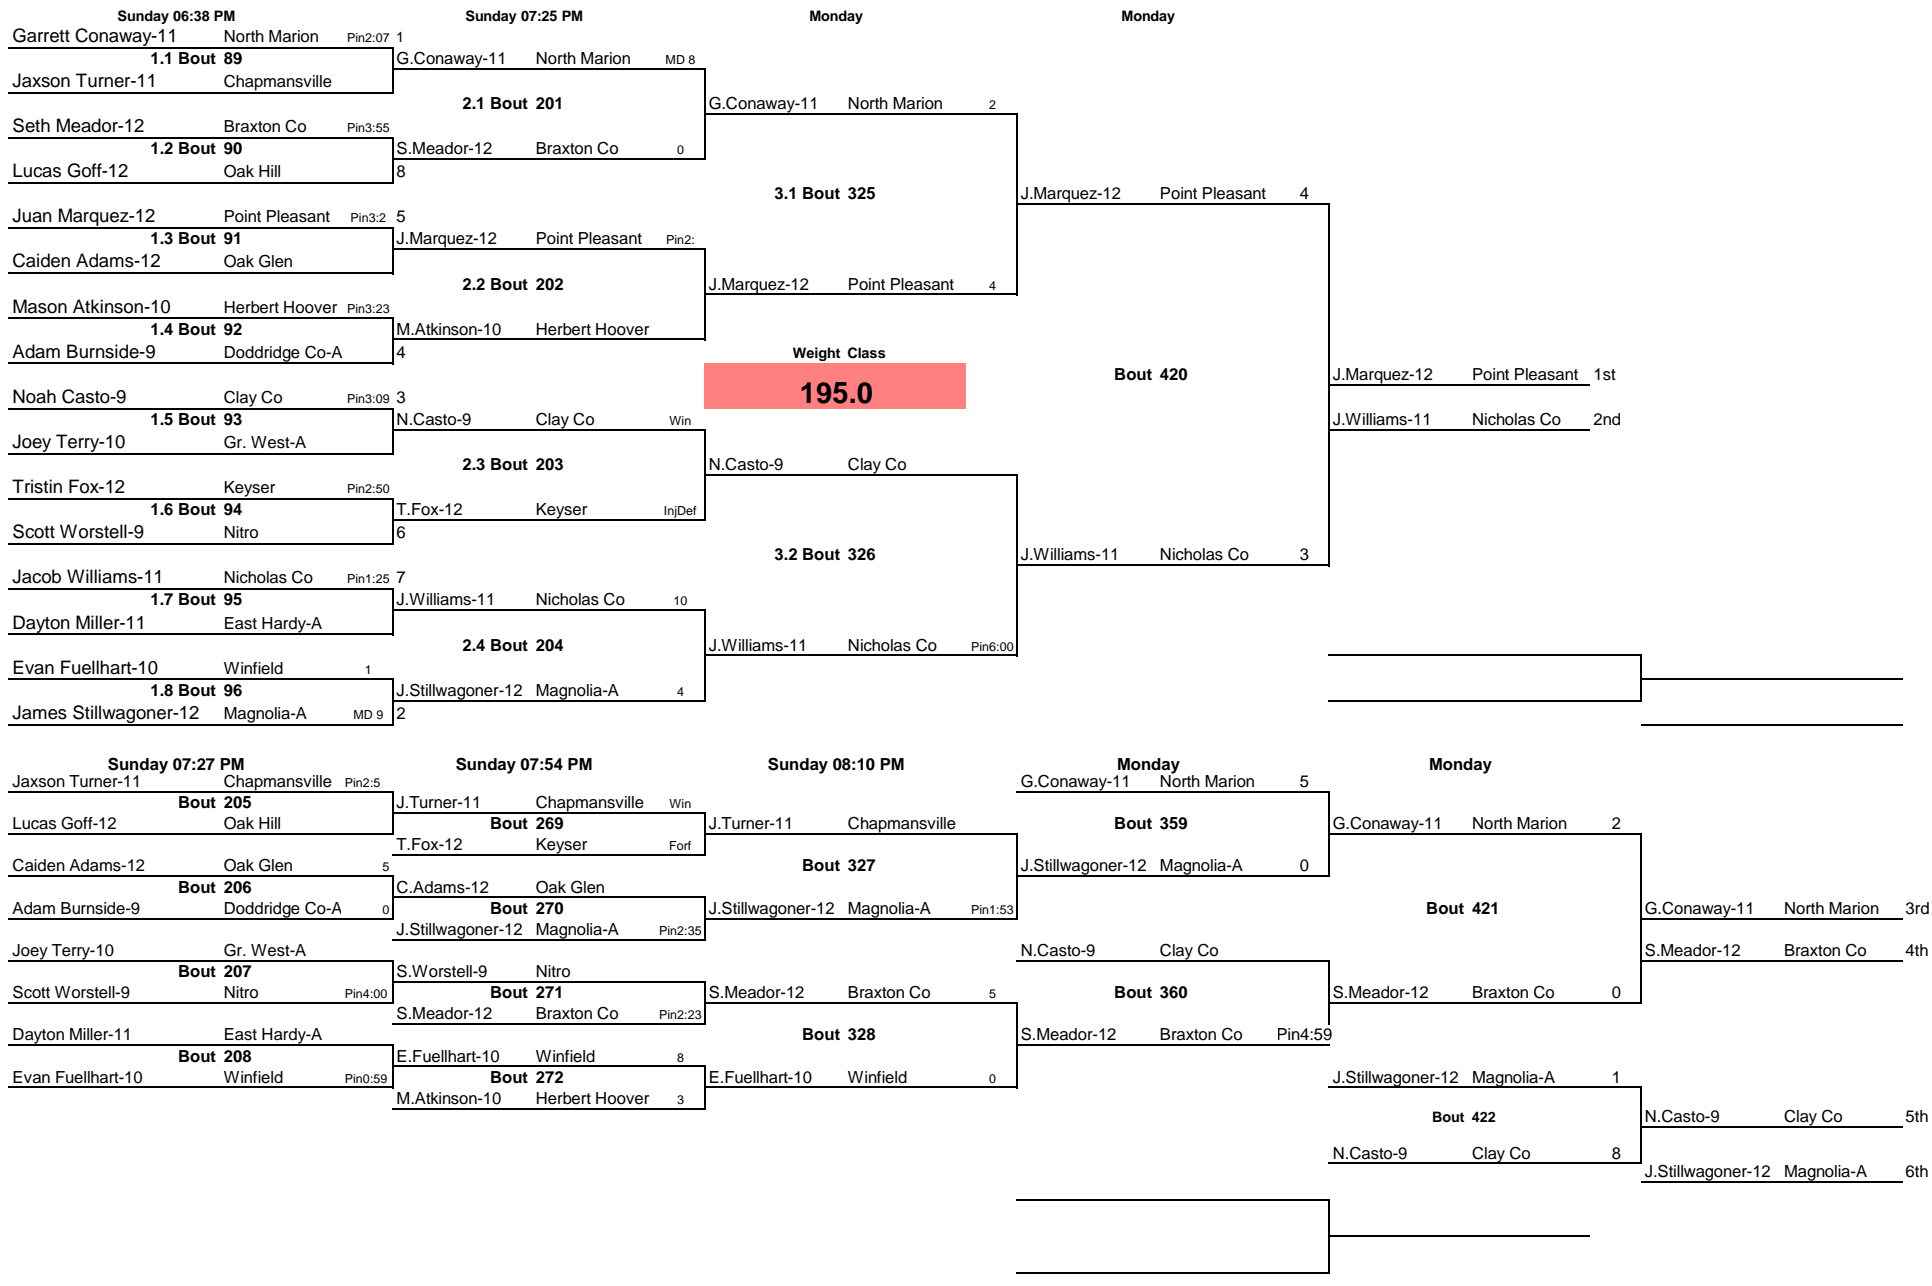 Sunday 06:38 PM Sunday 07:25 PM Monday Monday
Garrett Conaway-11 North Marion Pin2:07 1
1.1 Bout 89 G.Conaway-11 North Marion MD 8
Jaxson Turner-11 Chapmansville
2.1 Bout 201 G.Conaway-11 North Marion 2
Seth Meador-12 Braxton Co Pin3:55
1.2 Bout 90 S.Meador-12 Braxton Co 0
Lucas Goff-12 Oak Hill 8
3.1 Bout 325 J.Marquez-12 Point Pleasant 4
Juan Marquez-12 Point Pleasant Pin3:2 5
1.3 Bout 91 J.Marquez-12 Point Pleasant Pin2:
Caiden Adams-12 Oak Glen
2.2 Bout 202 J.Marquez-12 Point Pleasant 4
Mason Atkinson-10 Herbert Hoover Pin3:23
1.4 Bout 92 M.Atkinson-10 Herbert Hoover
Adam Burnside-9 Doddridge Co-A 4 Weight Class
Bout 420 J.Marquez-12 Point Pleasant 1st
Noah Casto-9 Clay Co Pin3:09 3 195.0
1.5 Bout 93 N.Casto-9 Clay Co Win J.Williams-11 Nicholas Co 2nd
Joey Terry-10 Gr. West-A
2.3 Bout 203 N.Casto-9 Clay Co
Tristin Fox-12 Keyser Pin2:50
1.6 Bout 94 T.Fox-12 Keyser InjDef
Scott Worstell-9 Nitro 6
3.2 Bout 326 J.Williams-11 Nicholas Co 3
Jacob Williams-11 Nicholas Co Pin1:25 7
1.7 Bout 95 J.Williams-11 Nicholas Co 10
Dayton Miller-11 East Hardy-A
2.4 Bout 204 J.Williams-11 Nicholas Co Pin6:00
Evan Fuellhart-10 Winfield 1
1.8 Bout 96 J.Stillwagoner-12 Magnolia-A 4
James Stillwagoner-12 Magnolia-A MD 9 2
Sunday 07:27 PM Sunday 07:54 PM Sunday 08:10 PM Monday Monday
Jaxson Turner-11 Chapmansville Pin2:5 G.Conaway-11 North Marion 5
Bout 205 J.Turner-11 Chapmansville Win
Lucas Goff-12 Oak Hill Bout 269 J.Turner-11 Chapmansville Bout 359 G.Conaway-11 North Marion 2
T.Fox-12 Keyser Forf
Caiden Adams-12 Oak Glen 5 Bout 327 J.Stillwagoner-12 Magnolia-A 0
Bout 206 C.Adams-12 Oak Glen
Adam Burnside-9 Doddridge Co-A 0 Bout 270 J.Stillwagoner-12 Magnolia-A Pin1:53 Bout 421 G.Conaway-11 North Marion 3rd
J.Stillwagoner-12 Magnolia-A Pin2:35
Joey Terry-10 Gr. West-A N.Casto-9 Clay Co S.Meador-12 Braxton Co 4th
Bout 207 S.Worstell-9 Nitro
Scott Worstell-9 Nitro Pin4:00 Bout 271 S.Meador-12 Braxton Co 5 Bout 360 S.Meador-12 Braxton Co 0
S.Meador-12 Braxton Co Pin2:23
Dayton Miller-11 East Hardy-A Bout 328 S.Meador-12 Braxton Co Pin4:59
Bout 208 E.Fuellhart-10 Winfield 8
Evan Fuellhart-10 Winfield Pin0:59 Bout 272 E.Fuellhart-10 Winfield 0 J.Stillwagoner-12 Magnolia-A 1
M.Atkinson-10 Herbert Hoover 3
Bout 422 N.Casto-9 Clay Co 5th
N.Casto-9 Clay Co 8
J.Stillwagoner-12 Magnolia-A 6th